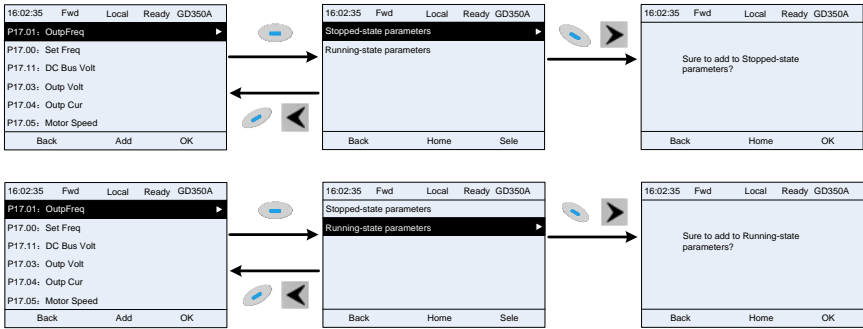 16:02:35 Fwd Local Ready GD350A
P17.01: OutpFreq
P17.00: Set Freq
P17.11: DC Bus Volt
P17.03: Outp Volt
P17.04: Outp Cur
P17.05: Motor Speed
Back Add OK
16:02:35 Fwd Local Ready GD350A
Stopped-state parameters
Running-state parameters
Back Home Sele
16:02:35 Fwd Local Ready GD350A
Sure to add to Stopped-state
parameters?
Back Home OK
16:02:35 Fwd Local Ready GD350A
P17.01: OutpFreq
P17.00: Set Freq
P17.11: DC Bus Volt
P17.03: Outp Volt
P17.04: Outp Cur
P17.05: Motor Speed
Back Add OK
16:02:35 Fwd Local Ready GD350A
Stopped-state parameters
Running-state parameters
Back Home Sele
16:02:35 Fwd Local Ready GD350A
Sure to add to Running-state
parameters?
Back Home OK